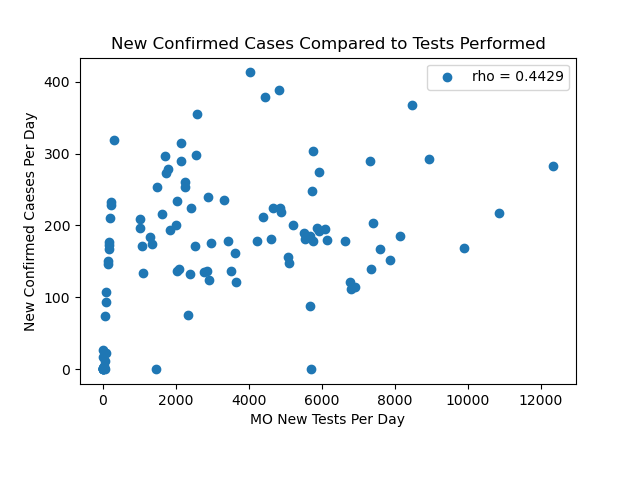 New Confirmed Cases Compared to Tests Performed
rho = 0.4429
400
300
200
100
0
New Confirmed Caeses Per Day
0 2000 4000 6000 8000 10000 12000
MO New Tests Per Day